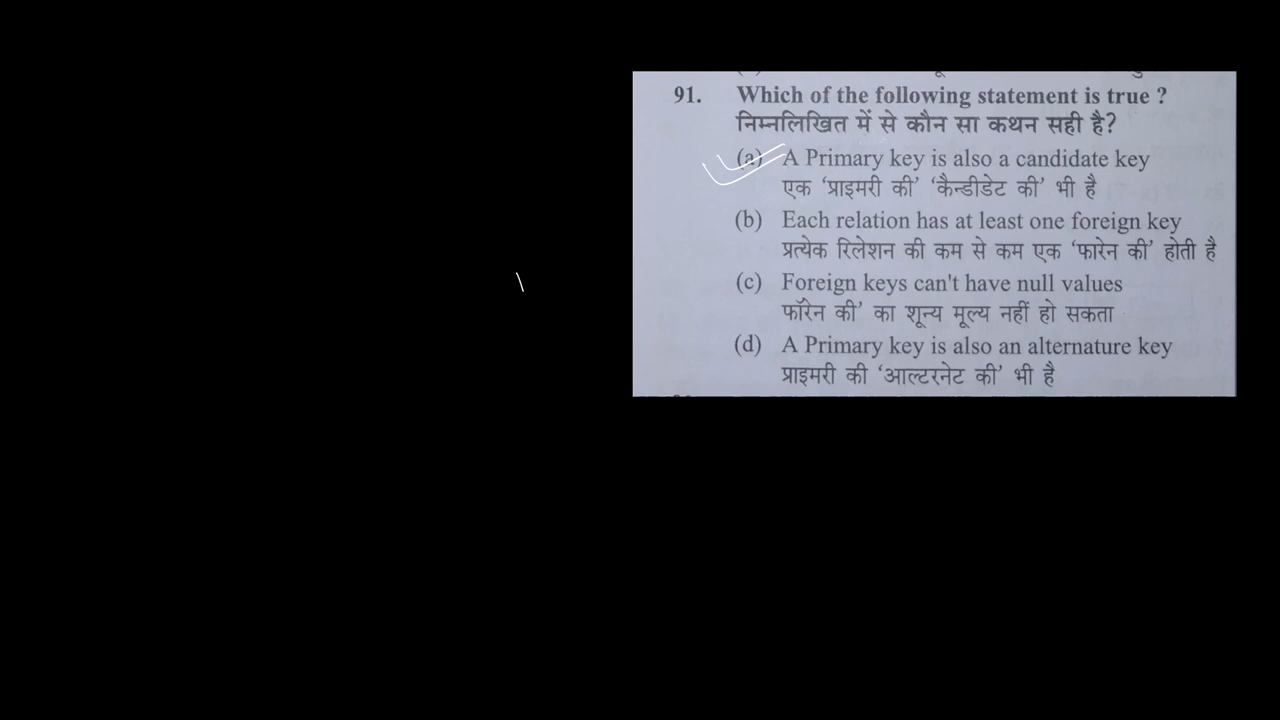 91. Which of the following statement is true ?
निम्नलिखित में से कौन सा कथन सही है?
(a) A Primary key is also a candidate key
एक ‘प्राइमरी की’ ‘कैन्डीडेट की’ भी है
(b) Each relation has at least one foreign key
प्रत्येक रिलेशन की कम से कम एक ‘फारेन की’ होती है
(c) Foreign keys can't have null values
फॉरेन की’ का शून्य मूल्य नहीं हो सकता
(d) A Primary key is also an alternature key
प्राइमरी की ‘आल्टरनेट की’ भी है